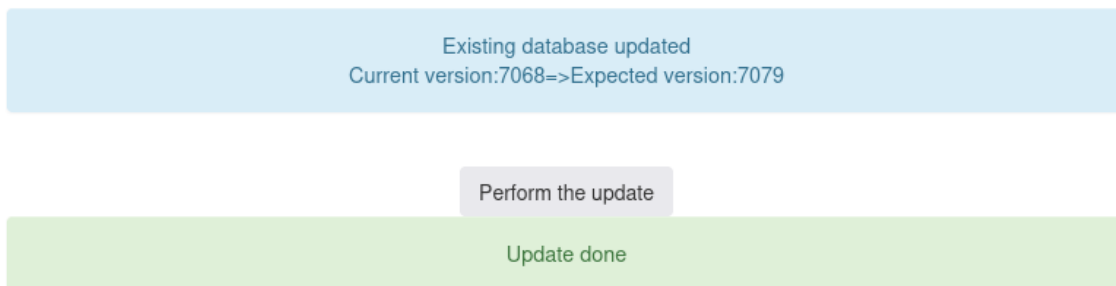 Existing database updated
Current version:7068=>Expected version:7079
Perform the update
Update done